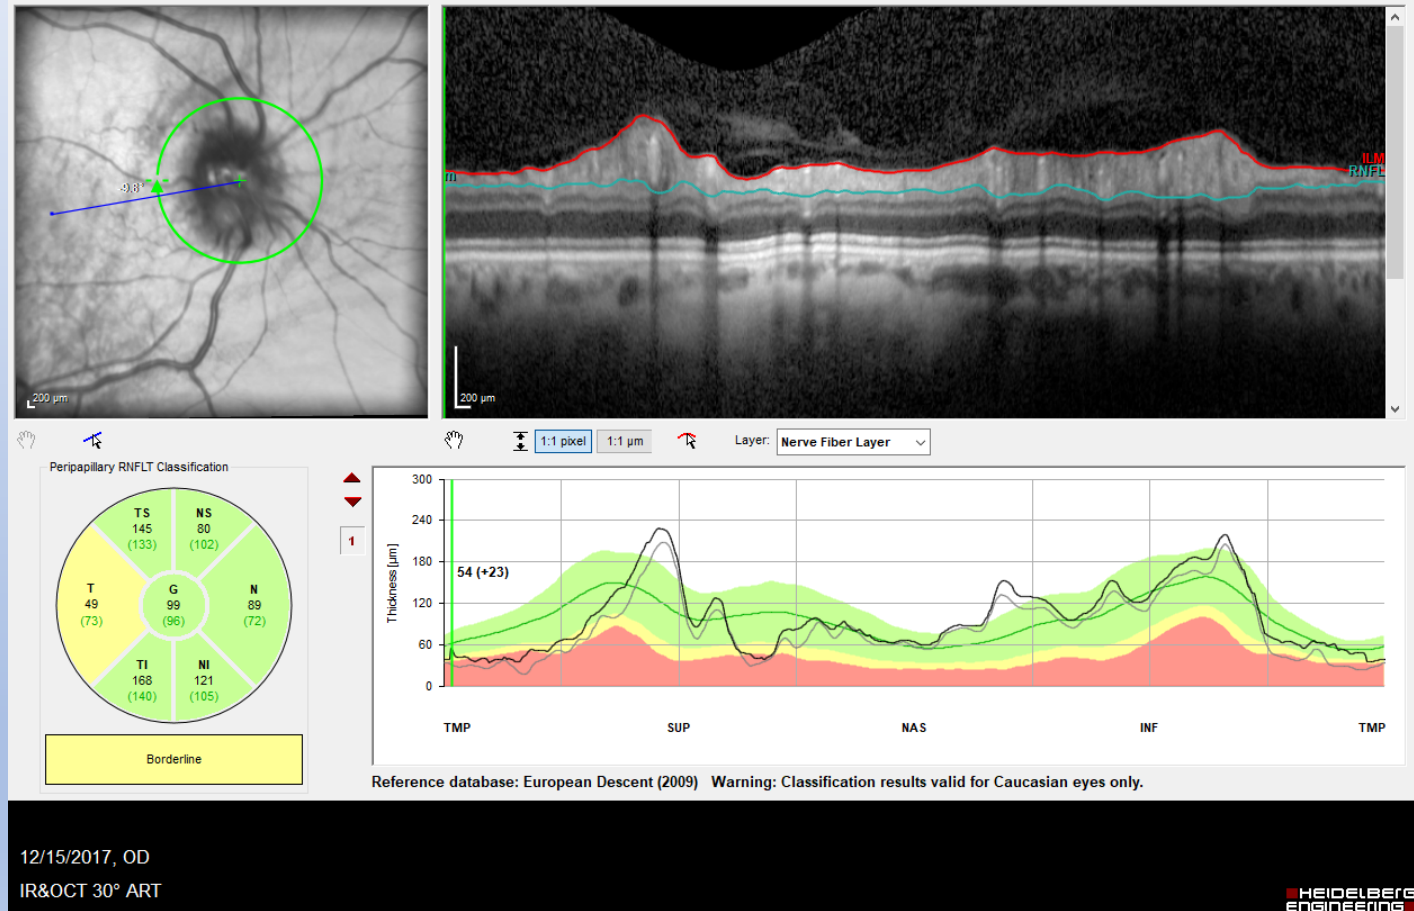 -9.8°
200 µm
ILM
RNFL
200 µm
1:1 pixel
1:1 µm
Layer:
Nerve Fiber Layer
Peripapillary RNFLT Classification
TS
145
(133)
NS
80
(102)
T
49
(73)
G
99
(96)
N
89
(72)
TI
168
(140)
NI
121
(105)
Borderline
1
Thickness [µm]
300
240
180
120
60
0
54 (+23)
TMP
SUP
NAS
INF
TMP
Reference database: European Descent (2009) Warning: Classification results valid for Caucasian eyes only.
12/15/2017, OD
IR&OCT 30° ART
HEIDELBERG
ENGINEERING